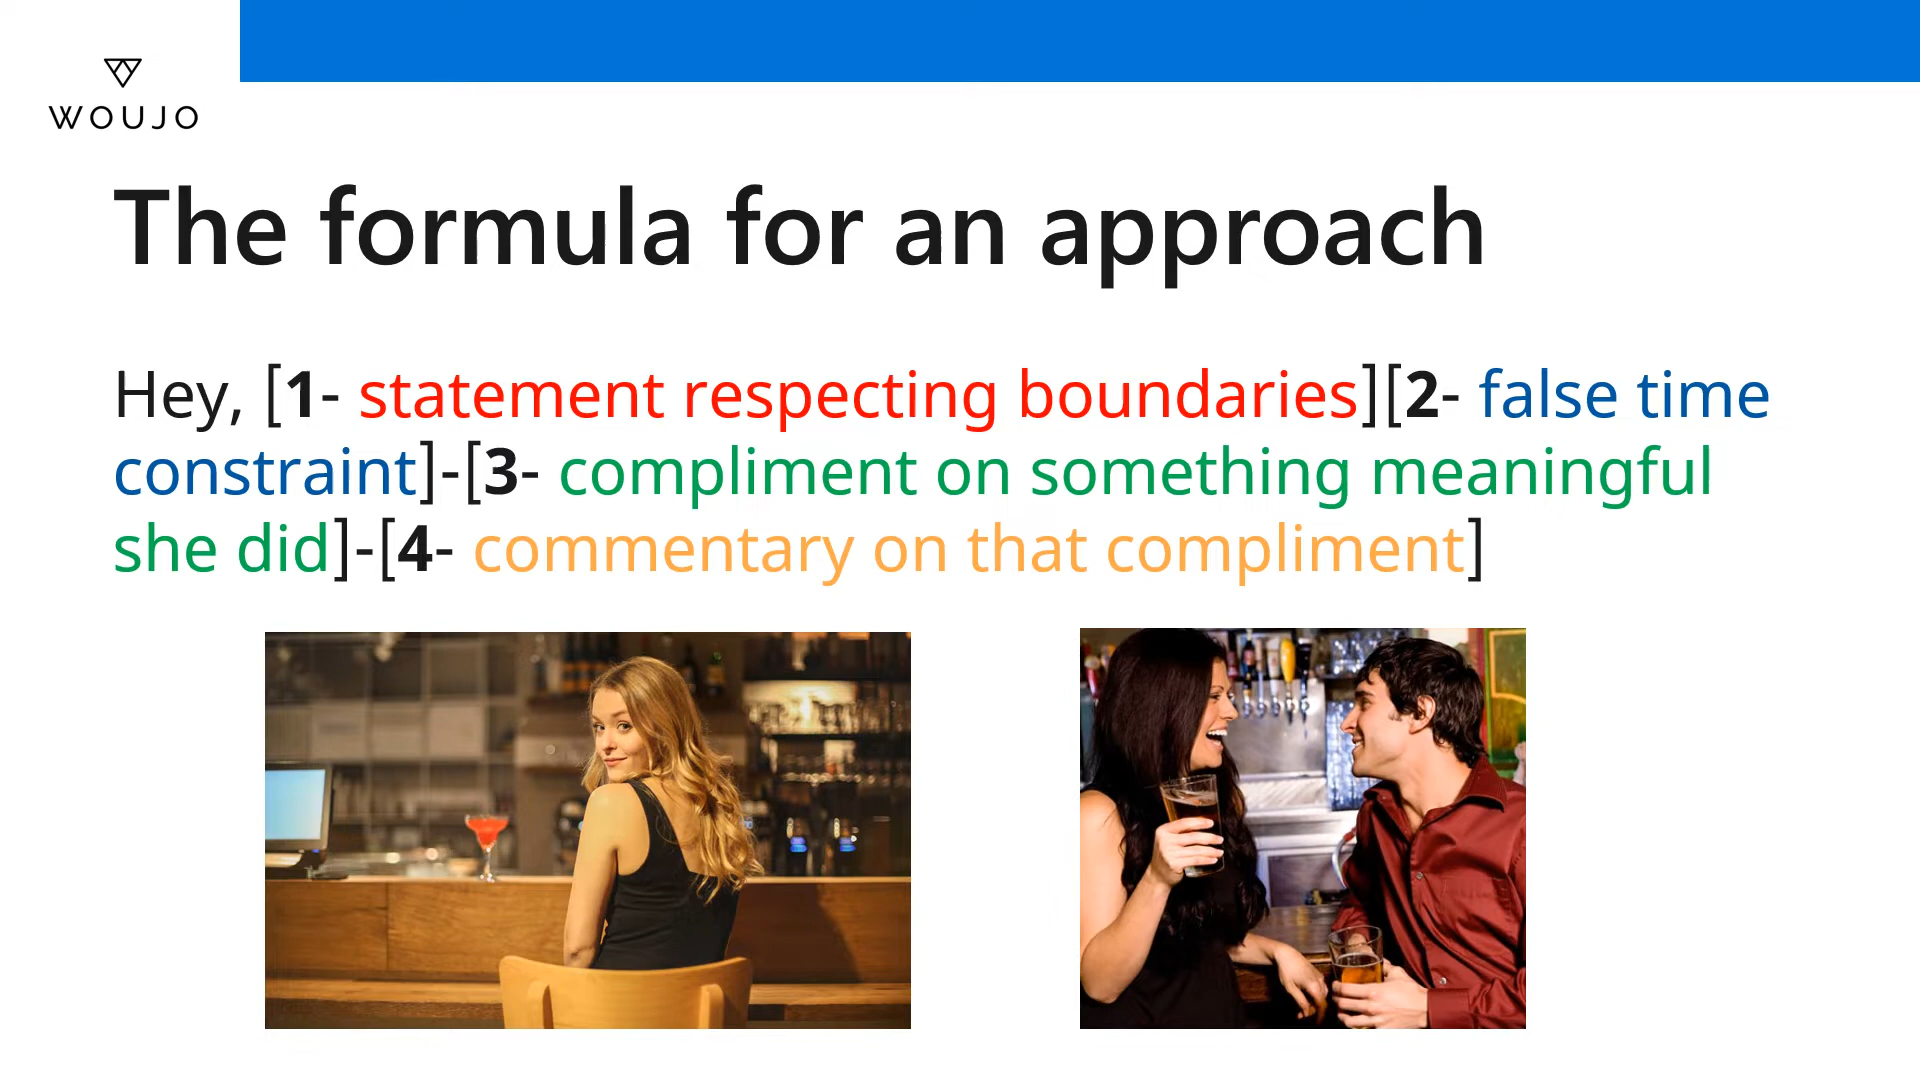 WOUJO
The formula for an approach
Hey, [1- statement respecting boundaries][2- false time
constraint]-[3- compliment on something meaningful
she did]-[4- commentary on that compliment]